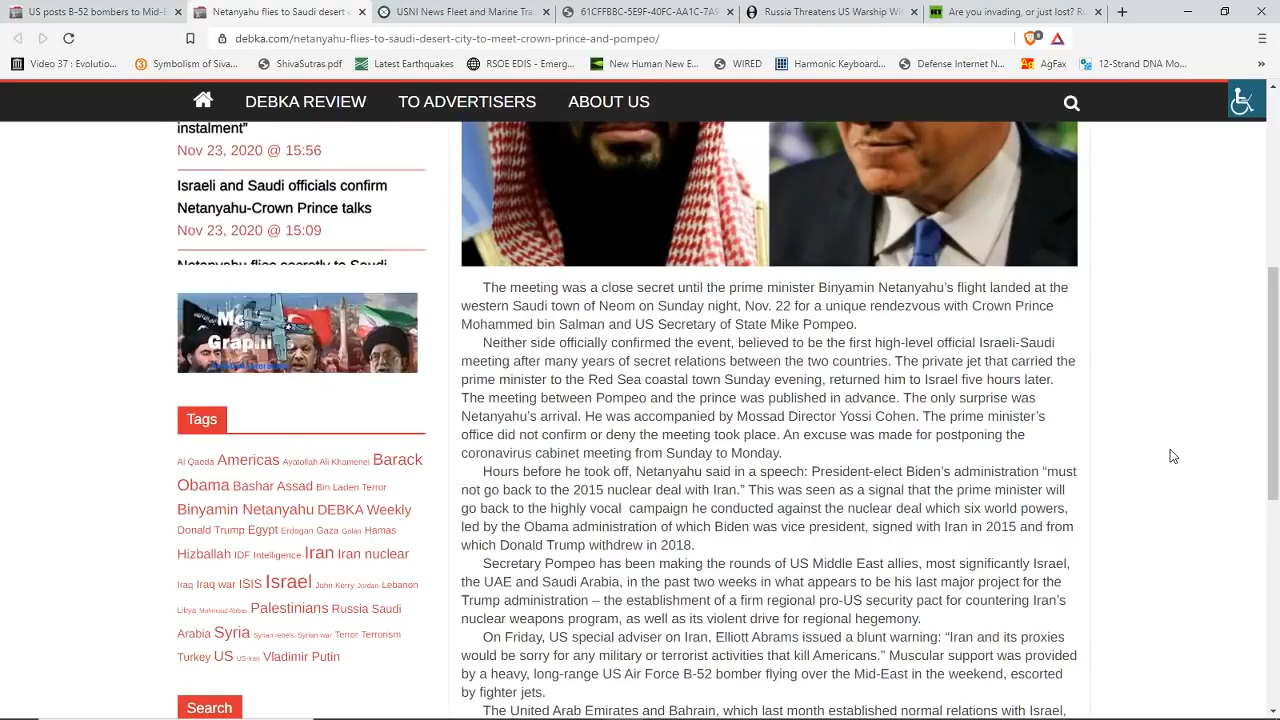 US posts B-52 bombers to Mid-E
Netanyahu flies to Saudi desert c
USNI News Fleet and Marine Tra
61CFFBBC-5E9F-40FC-AA1C-7A9
Russia Threatens US Warship Wit
Are you invading, or just lost? Ru
debka.com/netanyahu-flies-to-saudi-desert-city-to-meet-crown-prince-and-pompeo/
Video 37 : Evolutio...
Symbolism of Siva...
ShivaSutras.pdf
Latest Earthquakes
RSOE EDIS - Emerg...
New Human New E...
WIRED
Harmonic Keyboard...
Defense Internet N...
AgFax
12-Strand DNA Mo...
DEBKA REVIEW
TO ADVERTISERS
ABOUT US
instalment”
Nov 23, 2020 @ 15:56
Israeli and Saudi officials confirm
Netanyahu-Crown Prince talks
Nov 23, 2020 @ 15:09
Netanyahu flies secretly to Saudi
Tags
Al Qaeda Americas Ayatollah Ali Khamenei Barack
Obama Bashar Assad Bin Laden Terror
Binyamin Netanyahu DEBKA Weekly
Donald Trump Egypt Erdogan Gaza Golan Hamas
Hizballah IDF Intelligence Iran Iran nuclear
Iraq Iraq war ISIS Israel John Kerry Jordan Lebanon
Libya Mahmoud Abbas Palestinians Russia Saudi
Arabia Syria Syrian rebels Syrian war Terror Terrorism
Turkey US US-Iran Vladimir Putin
Search
The meeting was a close secret until the prime minister Binyamin Netanyahu’s flight landed at the
western Saudi town of Neom on Sunday night, Nov. 22 for a unique rendezvous with Crown Prince
Mohammed bin Salman and US Secretary of State Mike Pompeo.
Neither side officially confirmed the event, believed to be the first high-level official Israeli-Saudi
meeting after many years of secret relations between the two countries. The private jet that carried the
prime minister to the Red Sea coastal town Sunday evening, returned him to Israel five hours later.
The meeting between Pompeo and the prince was published in advance. The only surprise was
Netanyahu’s arrival. He was accompanied by Mossad Director Yossi Cohen. The prime minister’s
office did not confirm or deny the meeting took place. An excuse was made for postponing the
coronavirus cabinet meeting from Sunday to Monday.
Hours before he took off, Netanyahu said in a speech: President-elect Biden’s administration “must
not go back to the 2015 nuclear deal with Iran.” This was seen as a signal that the prime minister will
go back to the highly vocal campaign he conducted against the nuclear deal which six world powers,
led by the Obama administration of which Biden was vice president, signed with Iran in 2015 and from
which Donald Trump withdrew in 2018.
Secretary Pompeo has been making the rounds of US Middle East allies, most significantly Israel,
the UAE and Saudi Arabia, in the past two weeks in what appears to be his last major project for the
Trump administration – the establishment of a firm regional pro-US security pact for countering Iran’s
nuclear weapons program, as well as its violent drive for regional hegemony.
On Friday, US special adviser on Iran, Elliott Abrams issued a blunt warning: “Iran and its proxies
would be sorry for any military or terrorist activities that kill Americans.” Muscular support was provided
by a heavy, long-range US Air Force B-52 bomber flying over the Mid-East in the weekend, escorted
by fighter jets.
The United Arab Emirates and Bahrain, which last month established normal relations with Israel,